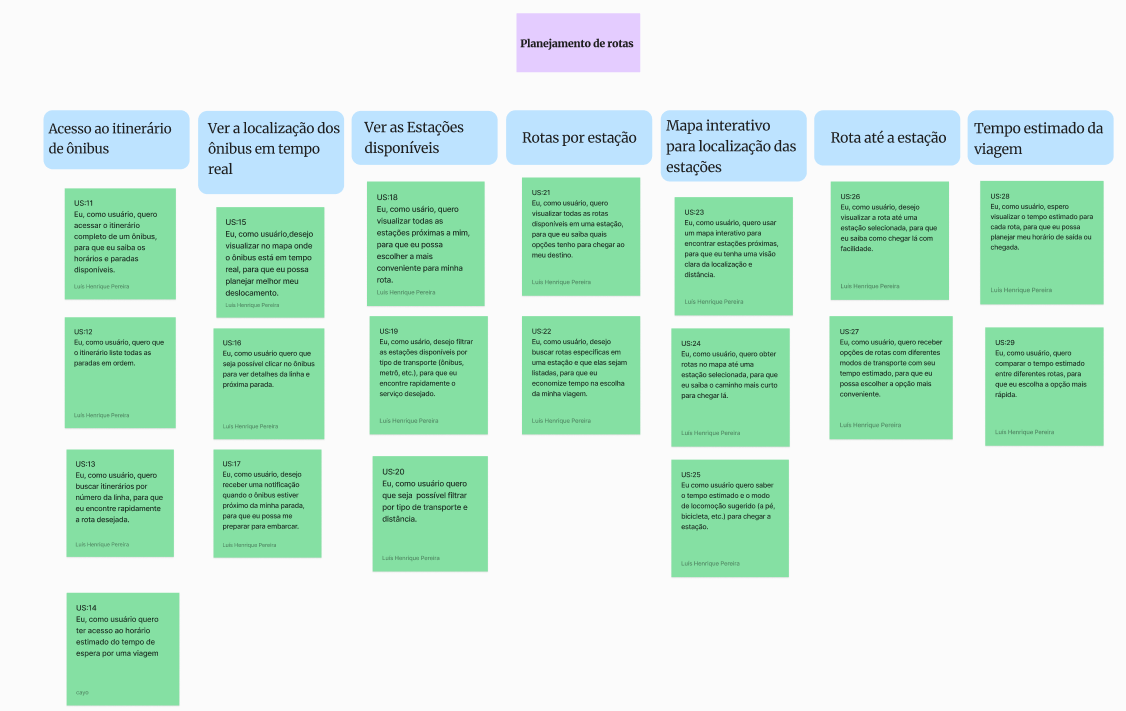 Planejamento de rotas
Acesso ao itinerário
de ônibus
US:11
Eu, como usuário, quero
acessar o itinerário
completo de um ônibus,
para que eu saiba os
horários e paradas
disponíveis.
Luis Henrique Pereira
US:12
Eu, como usuário, quero que
o itinerário liste todas as
paradas em ordem.
Luis Henrique Pereira
US:13
Eu, como usuário, quero
buscar itinerários por
número da linha, para que
eu encontre rapidamente
a rota desejada.
Luis Henrique Pereira
US:14
Eu, como usuário quero
ter acesso ao horário
estimado do tempo de
espera por uma viagem
cayo
Ver a localização dos
ônibus em tempo
real
US:15
Eu, como usuário,desejo
visualizar no mapa onde
o ônibus está em tempo
real, para que eu possa
planejar melhor meu
deslocamento.
Luis Henrique Pereira
US:16
Eu, como usuário quero que
seja possível clicar no ônibus
para ver detalhes da linha e
próxima parada.
Luis Henrique Pereira
US:17
Eu, como usuário, desejo
receber uma notificação
quando o ônibus estiver
próximo da minha parada,
para que eu possa me
preparar para embarcar.
Luis Henrique Pereira
Ver as Estações
disponíveis
US:18
Eu, como usário, quero
visualizar todas as
estações próximas a mim,
para que eu possa
escolher a mais
conveniente para minha
rota.
Luis Henrique Pereira
US:19
Eu, como usário, desejo filtrar
as estações disponíveis por
tipo de transporte (ônibus,
metrô, etc.), para que eu
encontre rapidamente o
serviço desejado.
Luis Henrique Pereira
US:20
Eu, como usuário quero
que seja  possível filtrar
por tipo de transporte e
distância.
Luis Henrique Pereira
Rotas por estação
US:21
Eu, como usuário, quero
visualizar todas as rotas
disponíveis em uma estação,
para que eu saiba quais
opções tenho para chegar ao
meu destino.
Luis Henrique Pereira
US:22
Eu, como usuário, desejo
buscar rotas específicas em
uma estação e que elas sejam
listadas, para que eu
economize tempo na escolha
da minha viagem.
Luis Henrique Pereira
Mapa interativo
para localização das
estações
US:23
Eu, como usuário, quero usar
um mapa interativo para
encontrar estações próximas,
para que eu tenha uma visão
clara da localização e
distância.
Luis Henrique Pereira
US:24
Eu, como usuário, quero obter
rotas no mapa até uma
estação selecionada, para que
eu saiba o caminho mais curto
para chegar lá.
Luis Henrique Pereira
US:25
Eu como usuário quero saber
o tempo estimado e o modo
de locomoção sugerido (a pé,
bicicleta, etc.) para chegar a
estação.
Luis Henrique Pereira
Rota até a estação
US:26
Eu, como usuário, desejo
visualizar a rota até uma
estação selecionada, para que
eu saiba como chegar lá com
facilidade.
Luis Henrique Pereira
US:27
Eu, como usuário, quero receber
opções de rotas com diferentes
modos de transporte com seu
tempo estimado, para que eu
possa escolher a opção mais
conveniente.
Luis Henrique Pereira
Tempo estimado da
viagem
US:28
Eu, como usuário, espero
visualizar o tempo estimado para
cada rota, para que eu possa
planejar meu horário de saída ou
chegada.
Luis Henrique Pereira
US:29
Eu, como usuário, quero
comparar o tempo estimado
entre diferentes rotas, para
que eu escolha a opção mais
rápida.
Luis Henrique Pereira